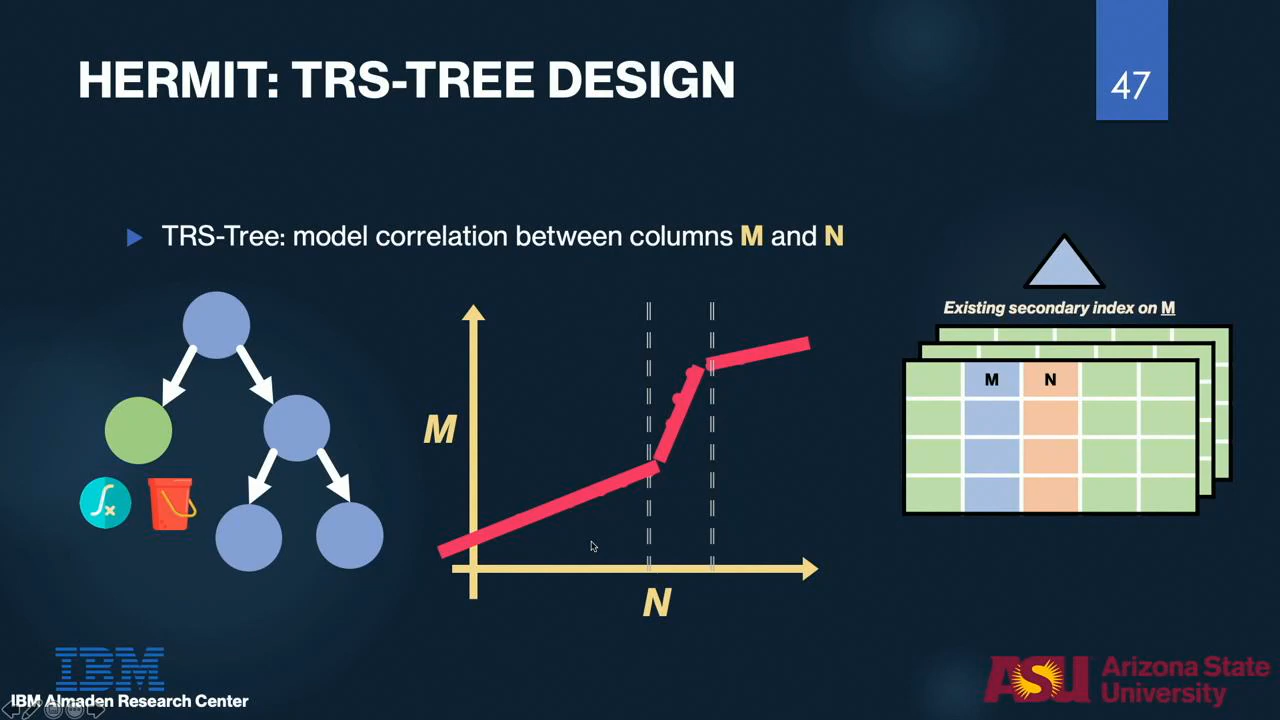 HERMIT: TRS-TREE DESIGN
47
TRS-Tree: model correlation between columns M and N
Existing secondary index on M
M N
M
N
IBM
IBM Almaden Research Center
ASU Arizona State
University